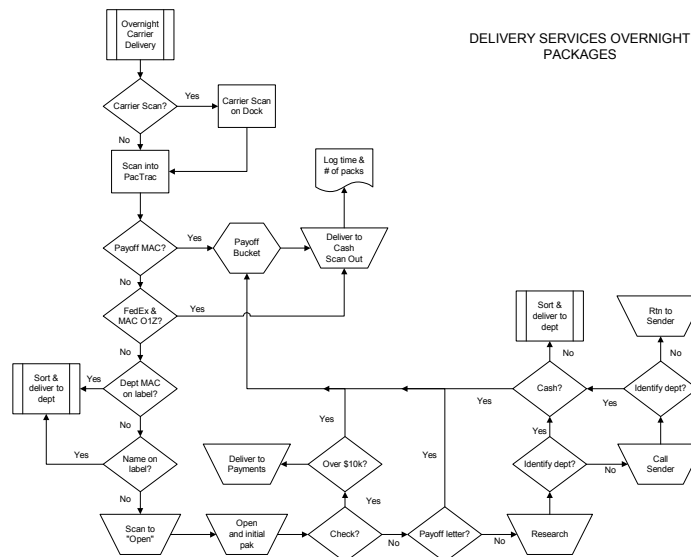 DELIVERY SERVICES OVERNIGHT
PACKAGES
Overnight
Carrier
Delivery
Carrier Scan?
Yes
No
Carrier Scan
on Dock
Scan into
PacTrac
Log time &
# of packs
Payoff MAC?
Yes
No
Payoff
Bucket
Deliver to
Cash
Scan Out
FedEx &
MAC O1Z?
Yes
No
Sort &
deliver to
dept
Yes
Dept MAC
on label?
No
Yes
Name on
label?
No
Scan to
"Open"
Open
and initial
pak
Check?
Yes
No
Over $10k?
Yes
Deliver to
Payments
Payoff letter?
Yes
No
Research
Identify dept?
Yes
No
Call
Sender
Identify dept?
Yes
No
Rtn to
Sender
Cash?
Yes
No
Sort &
deliver to
dept